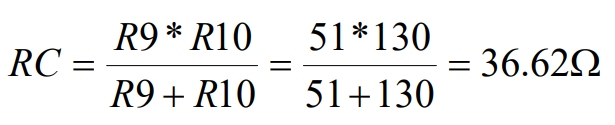 RC = R9 * R10 / R9 + R10 = 51 * 130 / 51 + 130 = 36.62Ω